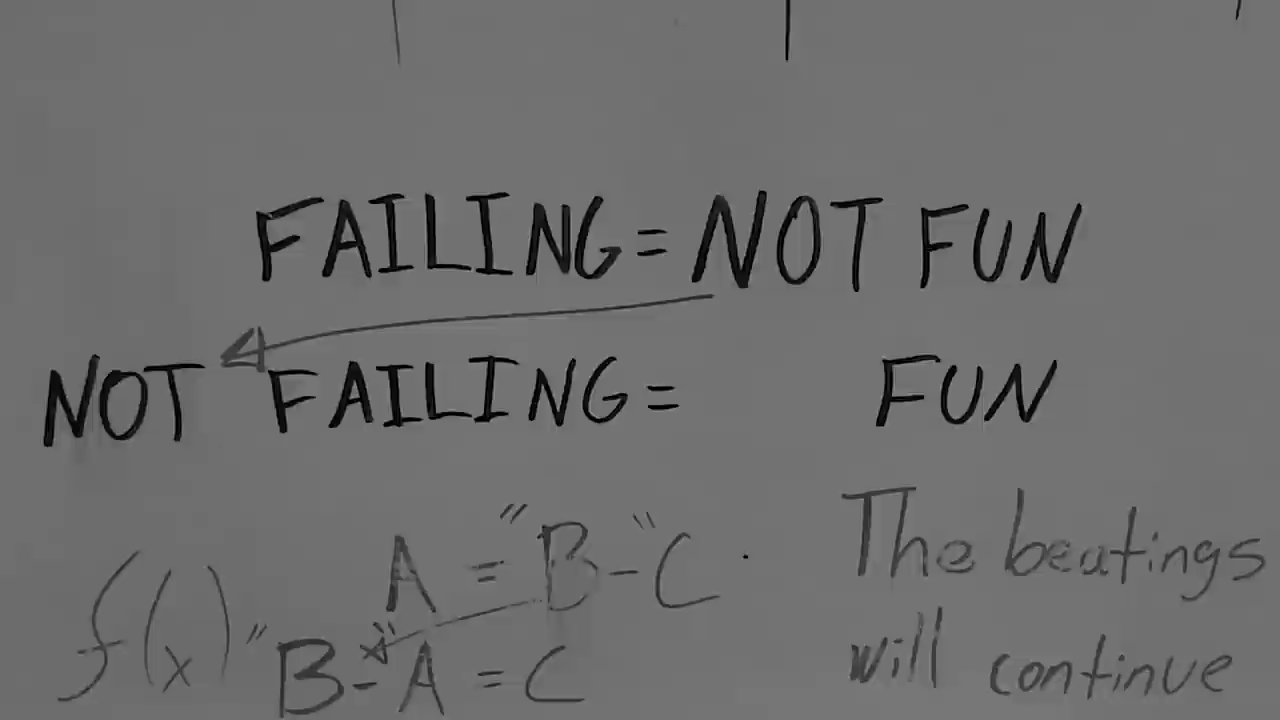 FAILING = NOT FUN
NOT FAILING = FUN
A = "B-"C
f(x) "B-"A = C
The beatings
will continue